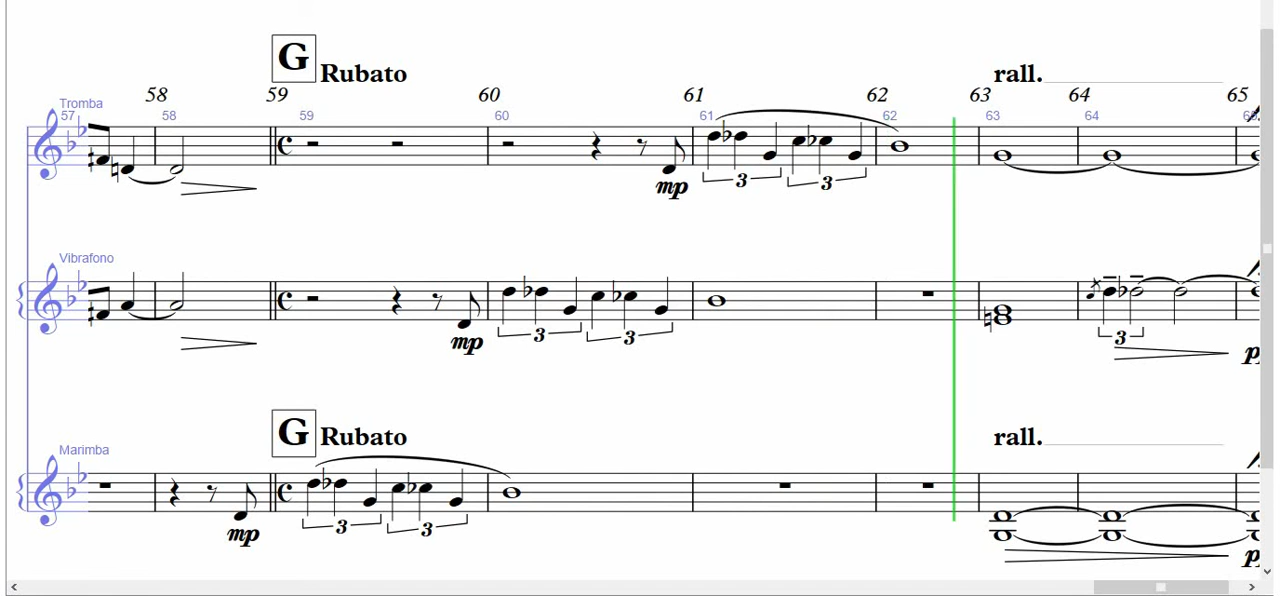 G Rubato rall.
58 59 60 61 62 63 64 65
Tromba
57 58 59 60 61 62 63 64
mp 3 3
Vibrafono
mp 3 3 3 p
G Rubato rall.
Marimba
mp 3 3 p